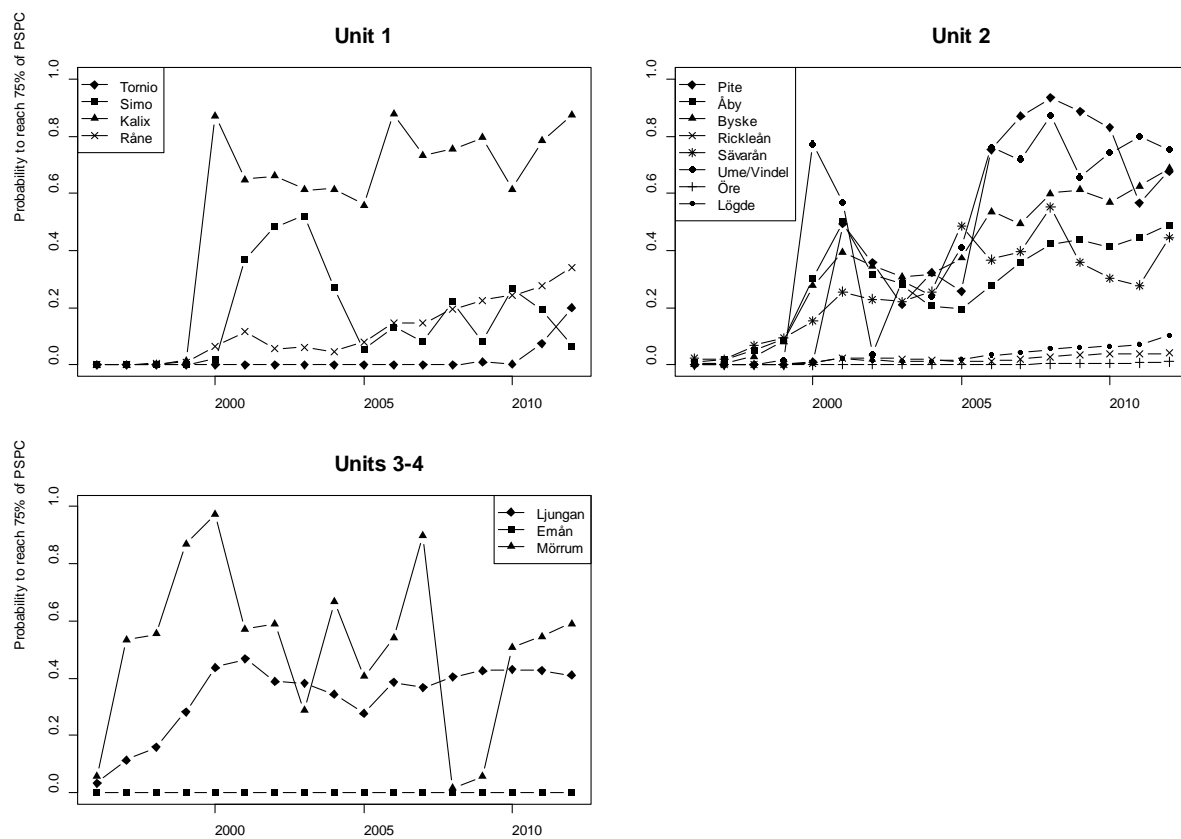 Unit 1
Probability to reach 75% of PSPC
0.0 0.2 0.4 0.6 0.8 1.0
Tornio
Simo
Kalix
Råne
2000 2005 2010
Unit 2
0.0 0.2 0.4 0.6 0.8 1.0
Pite
Åby
Byske
Rickleån
Sävarån
Ume/Vindel
Öre
Lögde
2000 2005 2010
Units 3-4
Probability to reach 75% of PSPC
0.0 0.2 0.4 0.6 0.8 1.0
Ljungan
Emån
Mörrum
2000 2005 2010